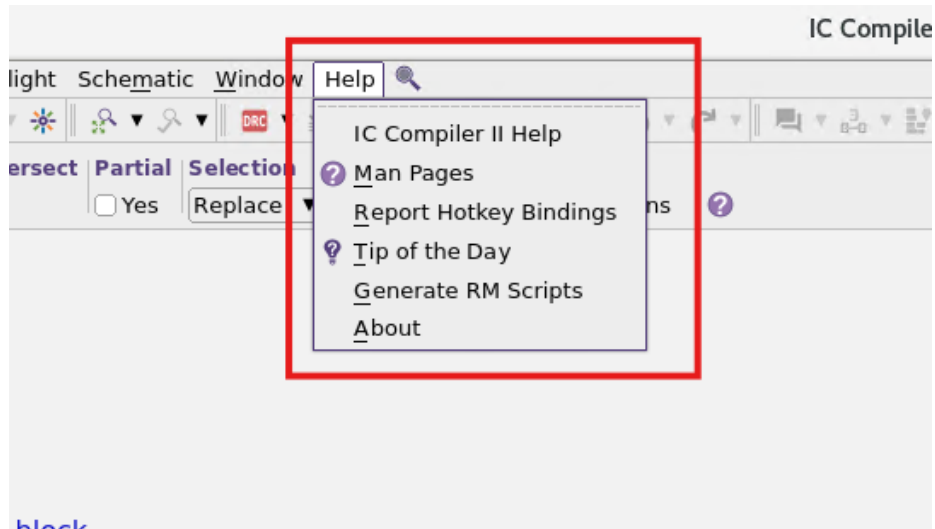 IC Compile
light Schematic Window Help
DRC
IC Compiler II Help
ersect Partial Selection
Man Pages
Yes Replace ns
Report Hotkey Bindings
Tip of the Day
Generate RM Scripts
About
block